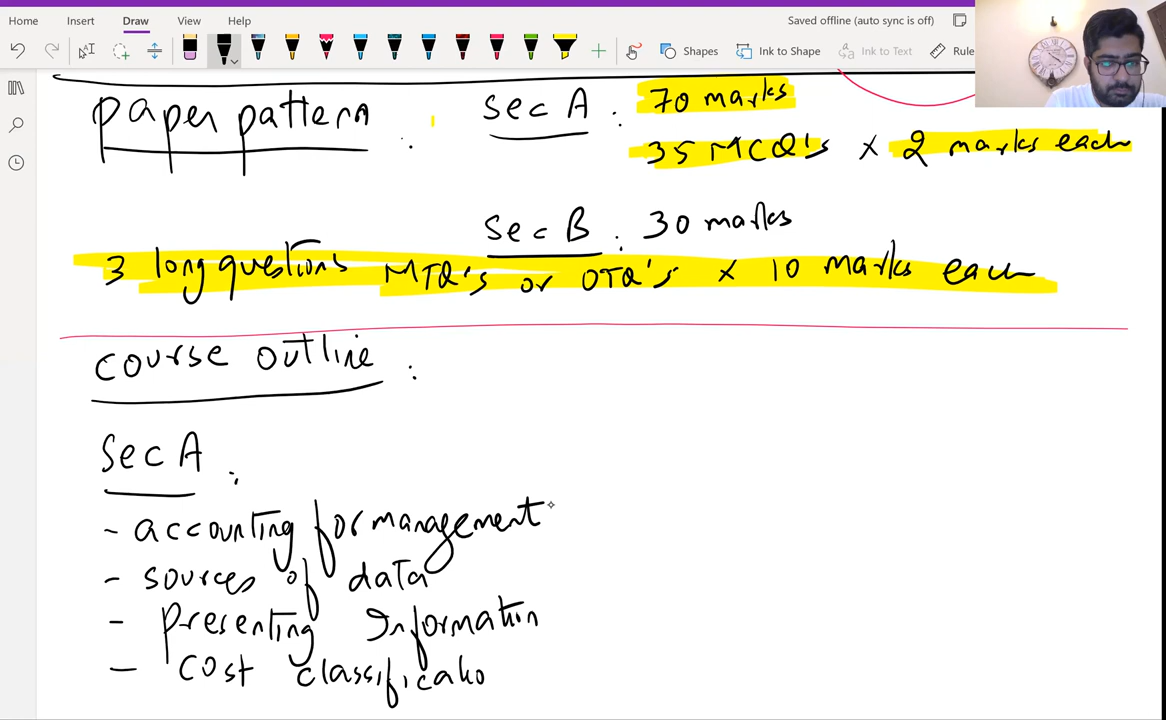 Home Insert Draw View Help
Saved offline (auto sync is off)
Shapes Ink to Shape Ink to Text Rule
paper pattern : sec A : 70 marks
35 MCQ's x 2 marks each
sec B : 30 marks
3 long questions MTQ's or OTQ's x 10 marks each
course outline :
Sec A :
- accounting for management
- sources of data
- Presenting Information
- cost classificatio